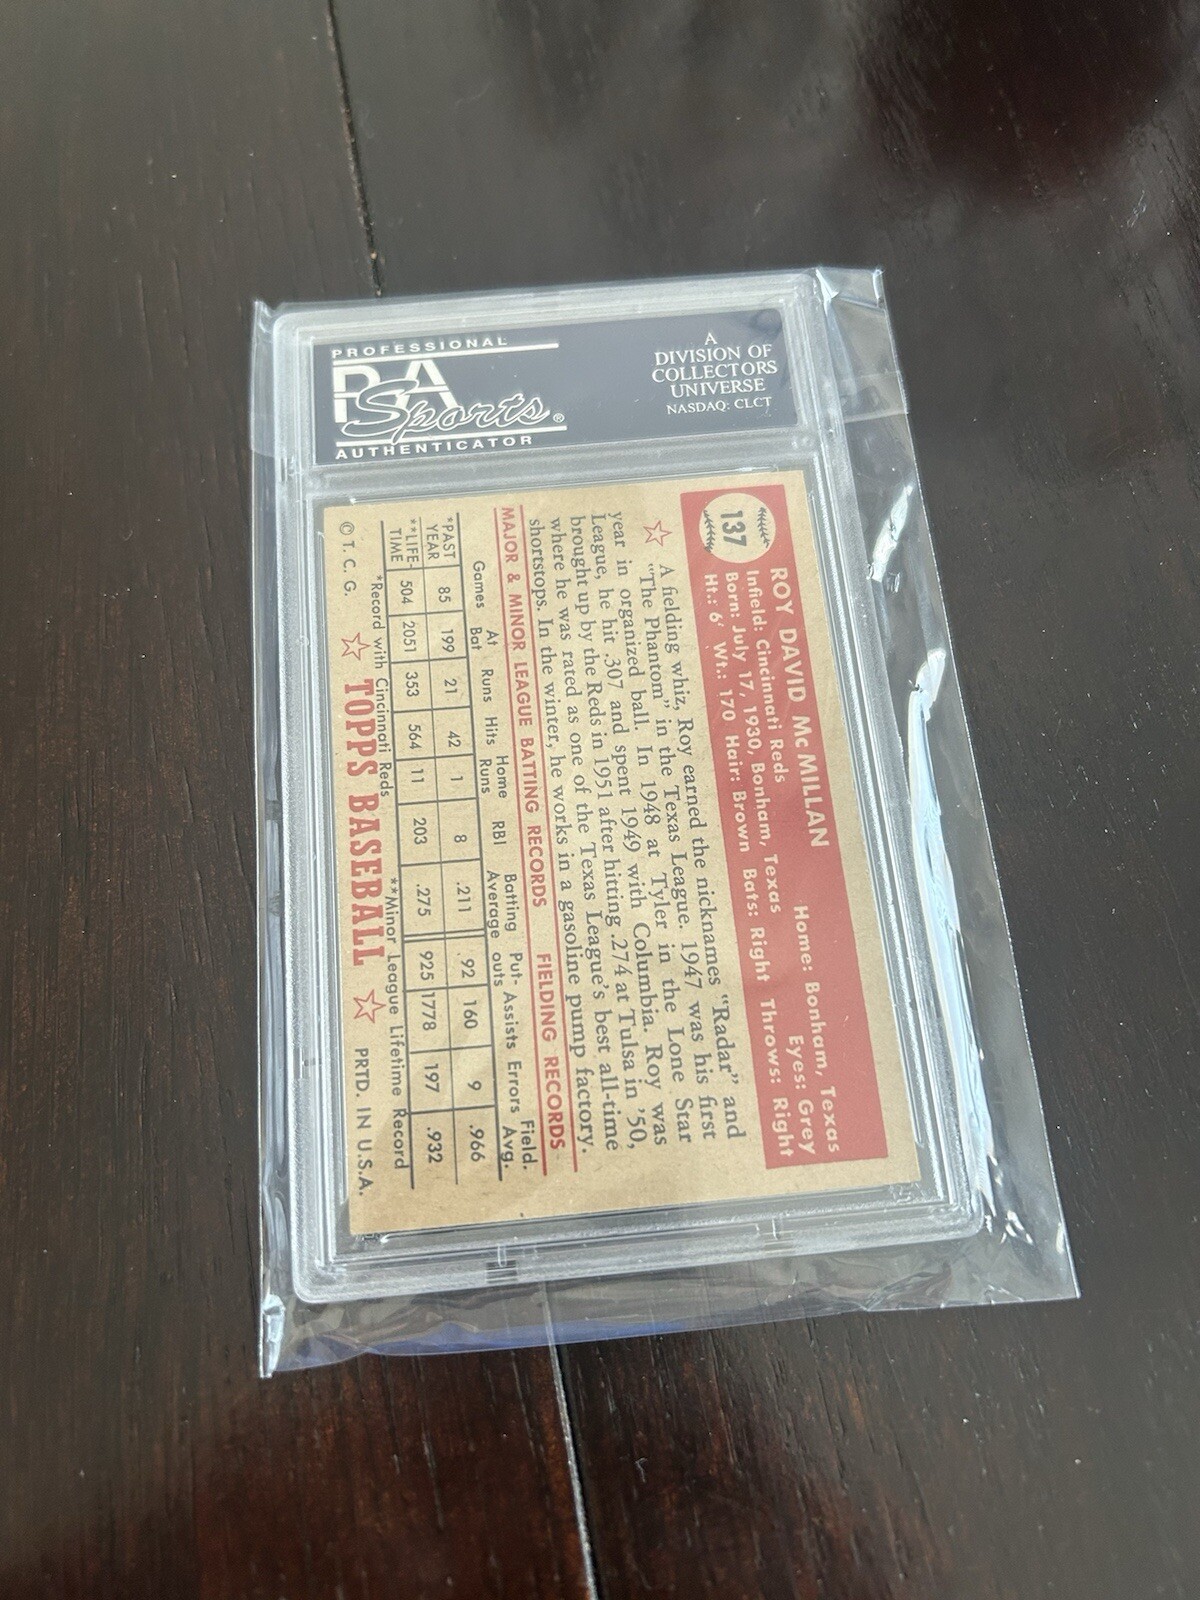 PROFESSIONAL
PSA
Sports®
AUTHENTICATOR
A
DIVISION OF
COLLECTORS
UNIVERSE
NASDAQ: CLCT
137
ROY DAVID McMILLAN
Infield: Cincinnati Reds Home: Bonham, Texas
Born: July 17, 1930, Bonham, Texas Eyes: Grey
Ht.: 6' Wt.: 170 Hair: Brown Bats: Right Throws: Right
A fielding whiz, Roy earned the nicknames "Radar" and
"The Phantom" in the Texas League. 1947 was his first
year in organized ball. In 1948 at Tyler in the Lone Star
League, he hit .307 and spent 1949 with Columbia. Roy was
brought up by the Reds in 1951 after hitting .274 at Tulsa in '50,
where he was rated as one of the Texas League's best all-time
shortstops. In the winter, he works in a gasoline pump factory.
MAJOR & MINOR LEAGUE BATTING RECORDS FIELDING RECORDS
Games At Bat Runs Hits Home Runs RBI Batting Average Put-outs Assists Errors Field. Avg.
*PAST YEAR 85 199 21 42 1 8 .211 92 160 9 .966
**LIFE-TIME 504 2051 353 564 11 203 .275 925 1778 197 .932
*Record with Cincinnati Reds **Minor League Lifetime Record
© T. C. G. TOPPS BASEBALL PRTD. IN U.S.A.